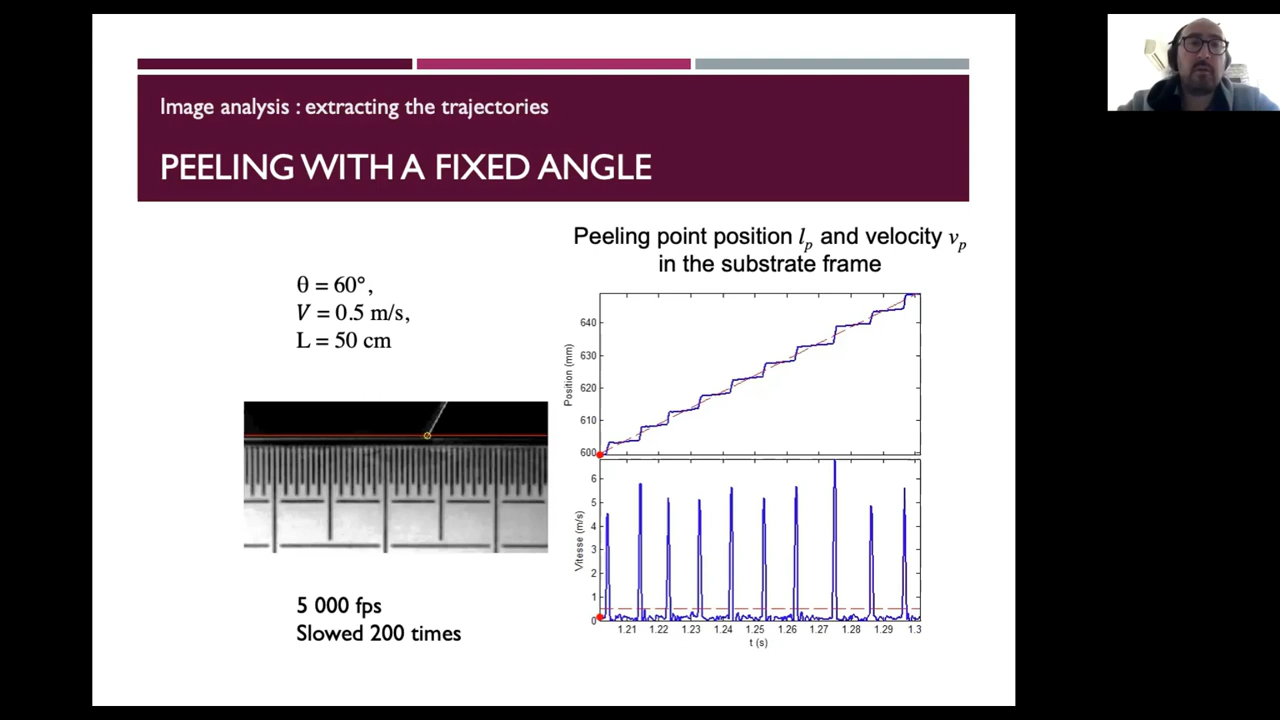 Image analysis : extracting the trajectories
PEELING WITH A FIXED ANGLE
θ = 60°,
V = 0.5 m/s,
L = 50 cm
5 000 fps
Slowed 200 times
Peeling point position lₚ and velocity vₚ
in the substrate frame
Position (mm)
640
630
620
610
600
Vitesse (m/s)
6
5
4
3
2
1
0
1.21 1.22 1.23 1.24 1.25 1.26 1.27 1.28 1.29 1.3
t (s)